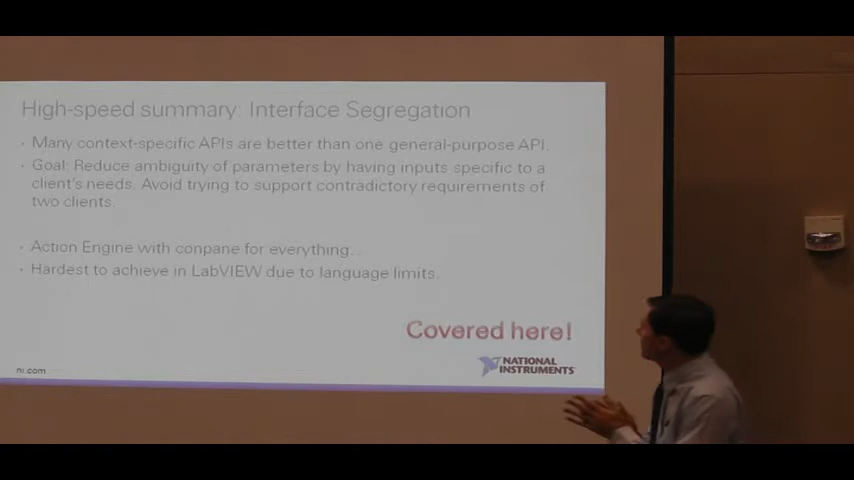 High-speed summary: Interface Segregation
• Many context-specific APIs are better than one general-purpose API.
• Goal: Reduce ambiguity of parameters by having inputs specific to a
client's needs. Avoid trying to support contradictory requirements of
two clients.
• Action Engine with conpane for everything...
• Hardest to achieve in LabVIEW due to language limits.
Covered here!
NATIONAL
INSTRUMENTS
ni.com